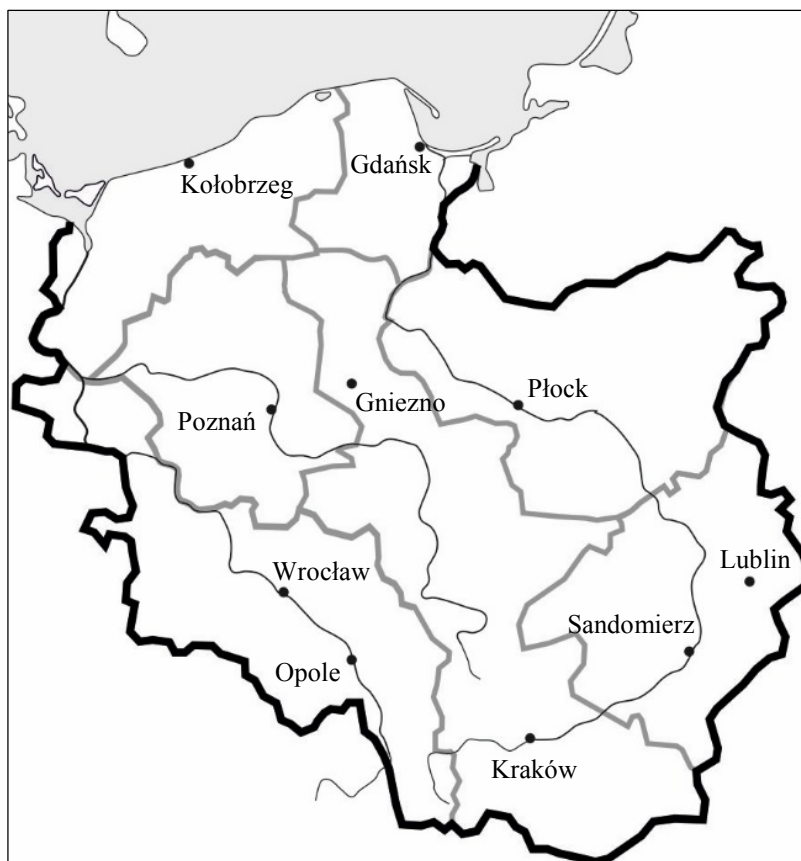 Gdańsk
Kołobrzeg
Płock
Gniezno
Poznań
Lublin
Wrocław
Sandomierz
Opole
Kraków